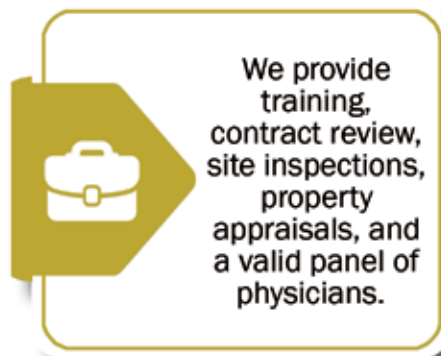 We provide
training,
contract review,
site inspections,
property
appraisals, and
a valid panel of
physicians.